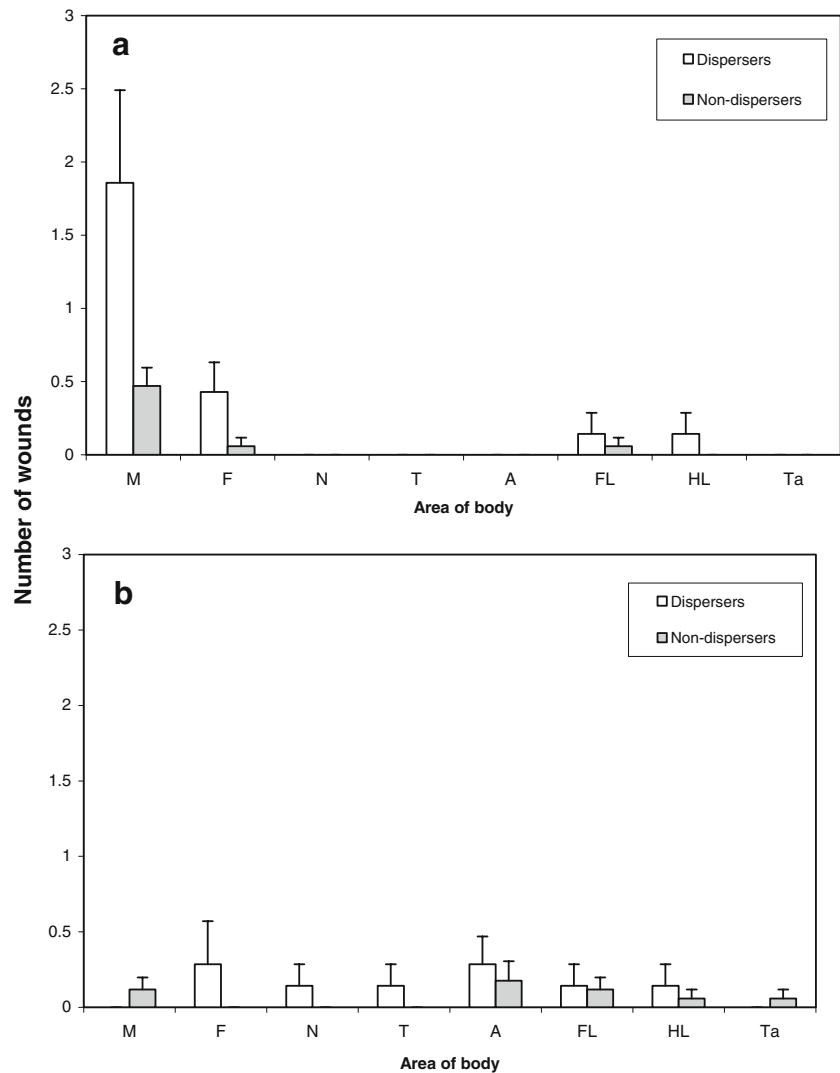 Number of wounds
a
Dispersers
Non-dispersers
3
2.5
2
1.5
1
0.5
0
M F N T A FL HL Ta
Area of body
b
Dispersers
Non-dispersers
3
2.5
2
1.5
1
0.5
0
M F N T A FL HL Ta
Area of body